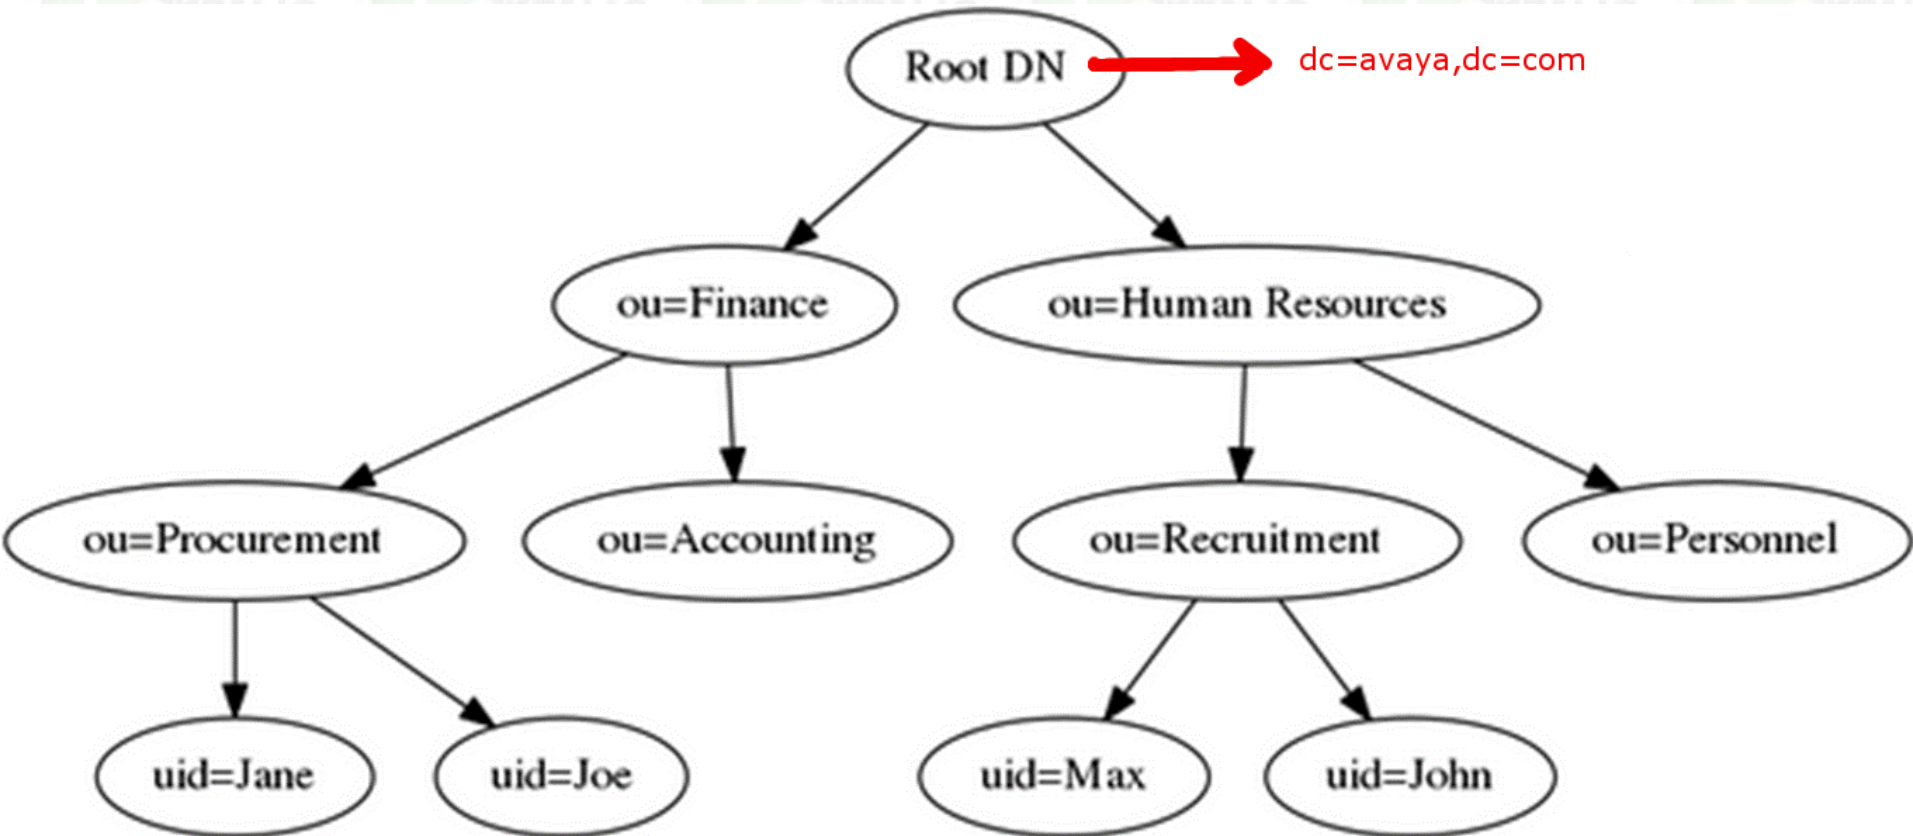 Root DN
dc=avaya,dc=com
ou=Finance
ou=Human Resources
ou=Procurement
ou=Accounting
ou=Recruitment
ou=Personnel
uid=Jane
uid=Joe
uid=Max
uid=John